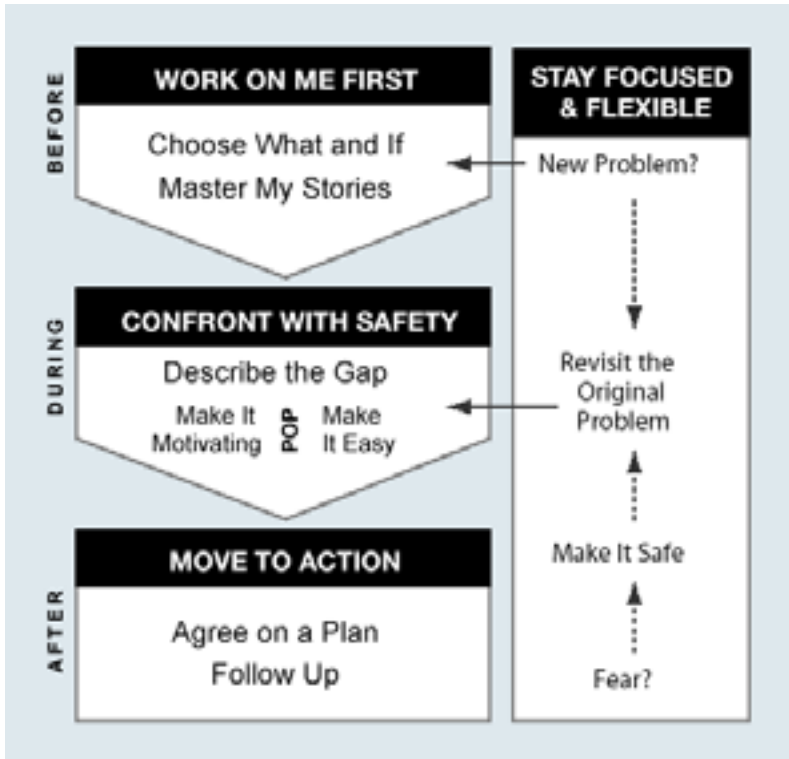 BEFORE
WORK ON ME FIRST
Choose What and If
Master My Stories
DURING
CONFRONT WITH SAFETY
Describe the Gap
Make It
Motivating
POP
Make
It Easy
AFTER
MOVE TO ACTION
Agree on a Plan
Follow Up
STAY FOCUSED
& FLEXIBLE
New Problem?
Revisit the
Original
Problem
Make It Safe
Fear?